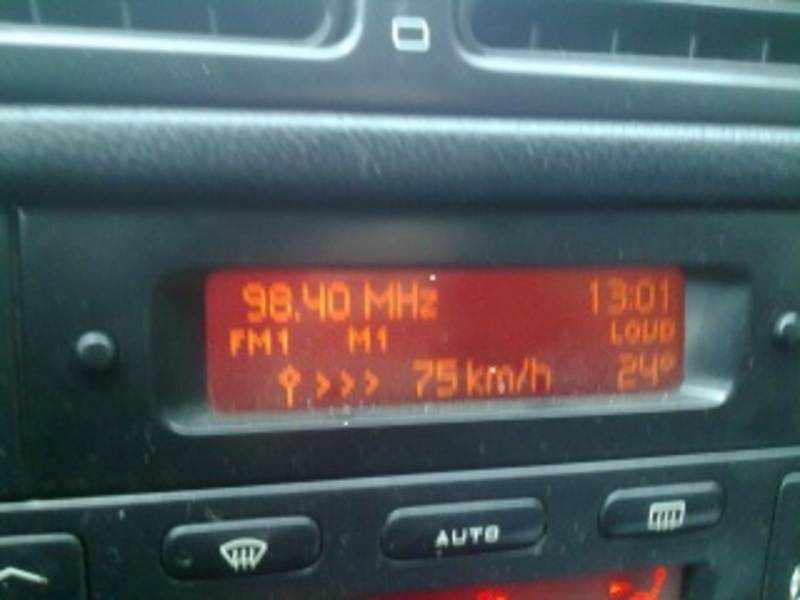 98.40 MHz 13:01
FM1 M1 LOUD
>>> 75 km/h 24°
AUTO